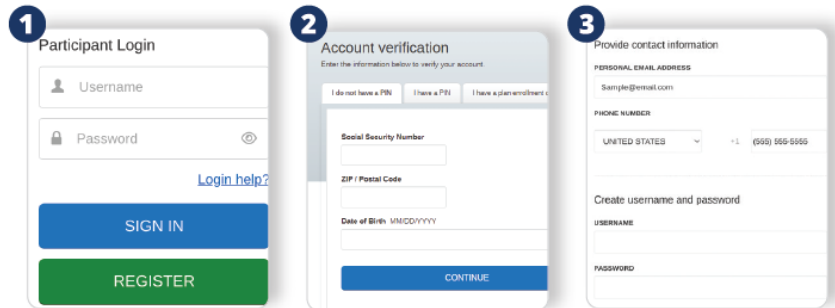 1
Participant Login
Username
Password
Login help?
SIGN IN
REGISTER
2
Account verification
Enter the information below to verify your account.
I do not have a PIN
I have a PIN
I have a plan enrollment
Social Security Number
ZIP / Postal Code
Date of Birth MM/DD/YYYY
CONTINUE
3
Provide contact information
PERSONAL EMAIL ADDRESS
Sample@email.com
PHONE NUMBER
UNITED STATES +1 (555) 555-5555
Create username and password
USERNAME
PASSWORD